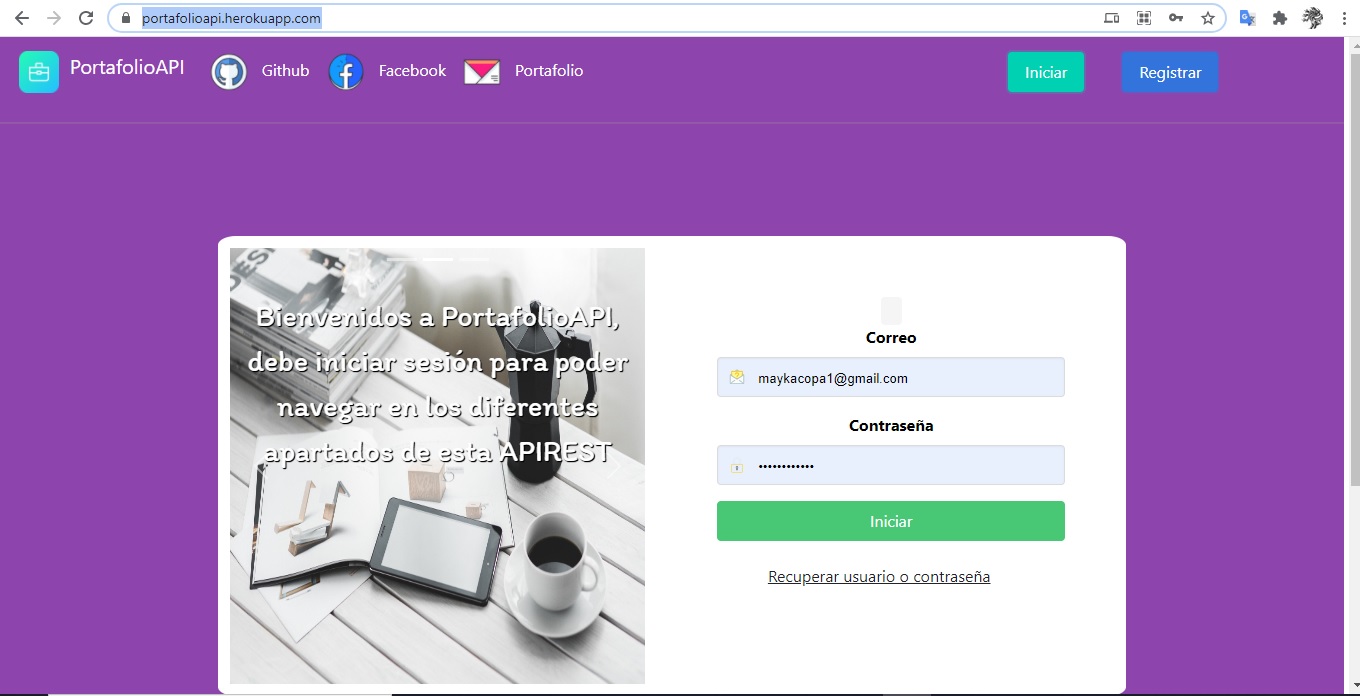 portafolioapi.herokuapp.com
PortafolioAPI
Github
Facebook
Portafolio
Iniciar
Registrar
Bienvenidos a PortafolioAPI,
debe iniciar sesión para poder
navegar en los diferentes
apartados de esta APIREST
Correo
maykacopa1@gmail.com
Contraseña
••••••••••••
Iniciar
Recuperar usuario o contraseña